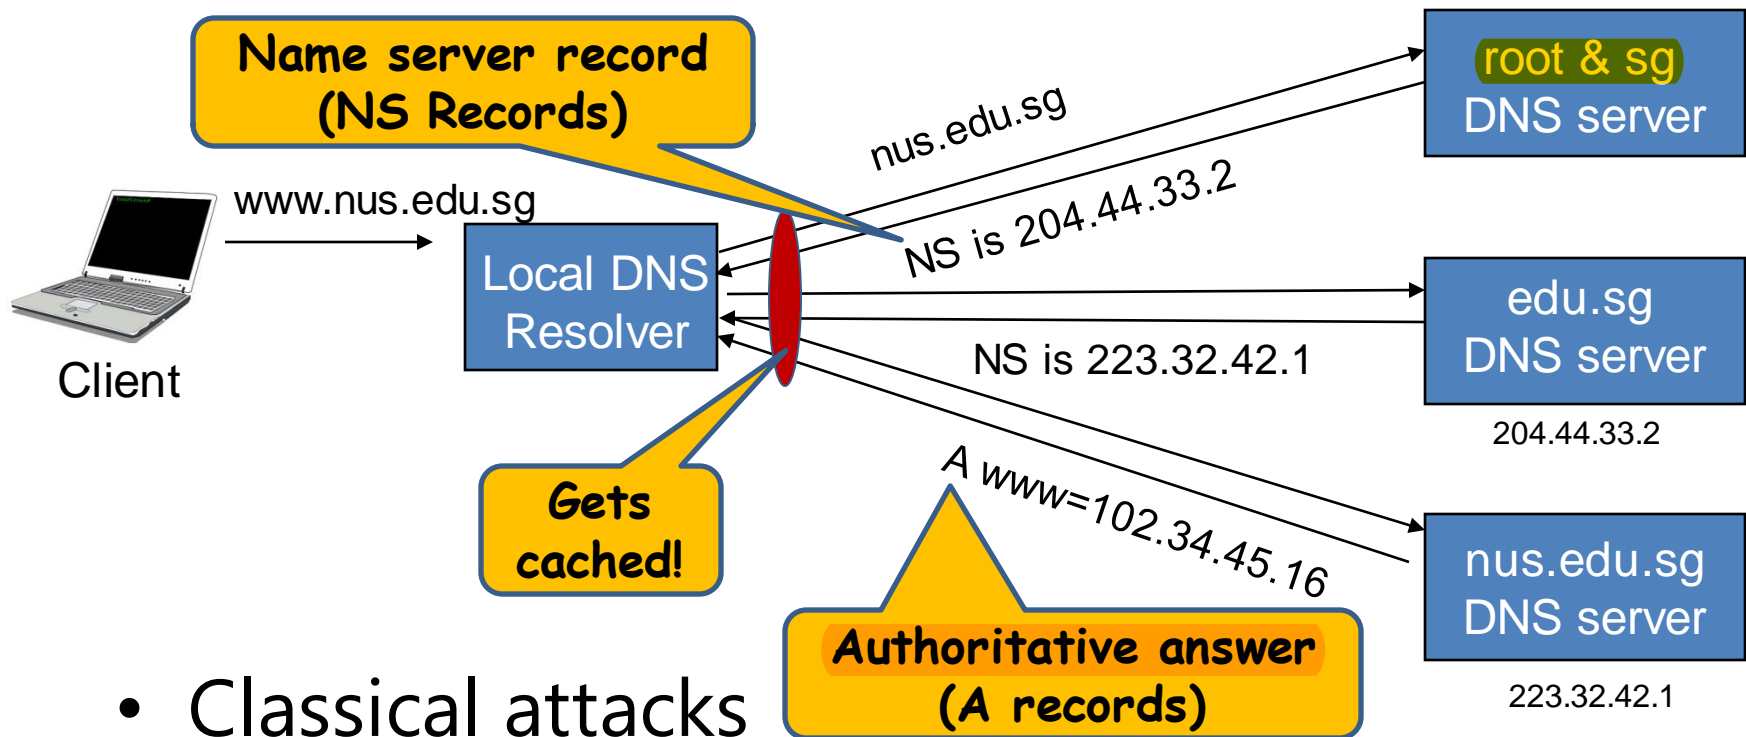 Name server record
(NS Records)
root & sg
DNS server
nus.edu.sg
NS is 204.44.33.2
www.nus.edu.sg
Local DNS
Resolver
Client
edu.sg
DNS server
204.44.33.2
NS is 223.32.42.1
Gets
cached!
A www=102.34.45.16
nus.edu.sg
DNS server
223.32.42.1
Authoritative answer
(A records)
• Classical attacks